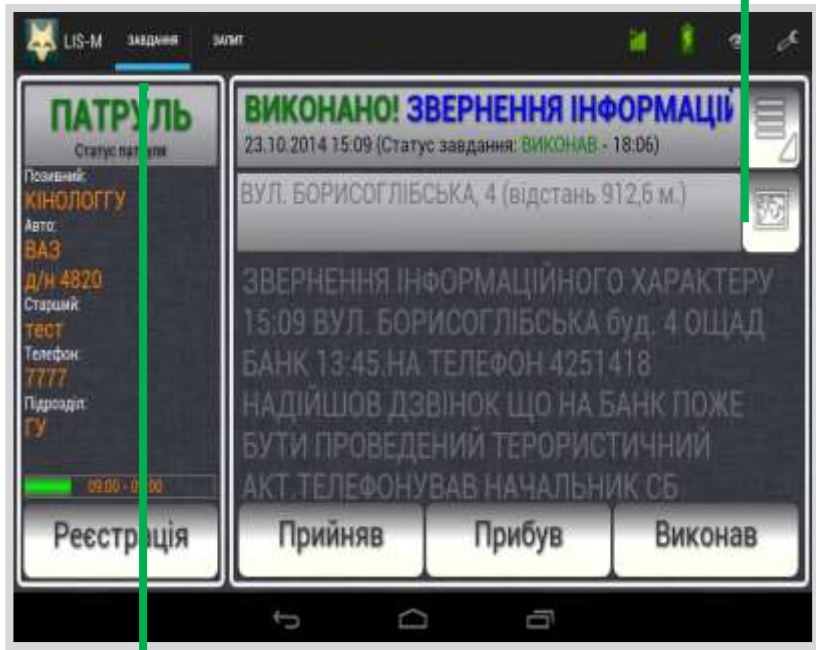 LIS-M ЗАВДАННЯ ЗАПИТ
ПАТРУЛЬ
Статус патруля
Позивний:
КІНОЛОГГУ
Авто:
ВАЗ
д/н 4820
Старший:
тест
Телефон:
7777
Підрозділ:
ГУ
Реєстрація
ВИКОНАНО! ЗВЕРНЕННЯ ІНФОРМАЦІЙ
23.10.2014 15:09 (Статус завдання: ВИКОНАВ - 18:06)
ВУЛ. БОРИСОГЛІБСЬКА, 4 (відстань 912,6 м.)
ЗВЕРНЕННЯ ІНФОРМАЦІЙНОГО ХАРАКТЕРУ
15:09 ВУЛ. БОРИСОГЛІБСЬКА буд. 4 ОЩАД
БАНК 13:45.НА ТЕЛЕФОН 4251418
НАДІЙШОВ ДЗВІНОК ЩО НА БАНК ПОЖЕ
БУТИ ПРОВЕДЕНИЙ ТЕРОРИСТИЧНИЙ
АКТ.ТЕЛЕФОНУВАВ НАЧАЛЬНИК СБ
Прийняв Прибув Виконав